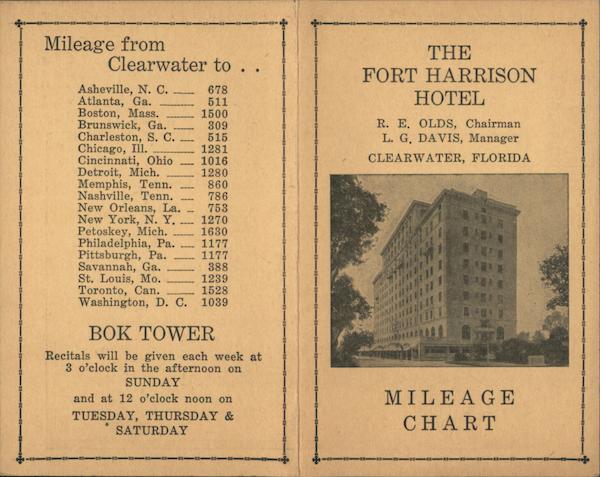 Mileage from
Clearwater to . .
Asheville, N. C. 678
Atlanta, Ga. 511
Boston, Mass. 1500
Brunswick, Ga. 309
Charleston, S. C. 515
Chicago, Ill. 1281
Cincinnati, Ohio 1016
Detroit, Mich. 1280
Memphis, Tenn. 860
Nashville, Tenn. 786
New Orleans, La. 753
New York, N. Y. 1270
Petoskey, Mich. 1630
Philadelphia, Pa. 1177
Pittsburgh, Pa. 1177
Savannah, Ga. 388
St. Louis, Mo. 1239
Toronto, Can. 1528
Washington, D. C. 1039
BOK TOWER
Recitals will be given each week at
3 o'clock in the afternoon on
SUNDAY
and at 12 o'clock noon on
TUESDAY, THURSDAY &
SATURDAY
THE
FORT HARRISON
HOTEL
R. E. OLDS, Chairman
L. G. DAVIS, Manager
CLEARWATER, FLORIDA
MILEAGE
CHART